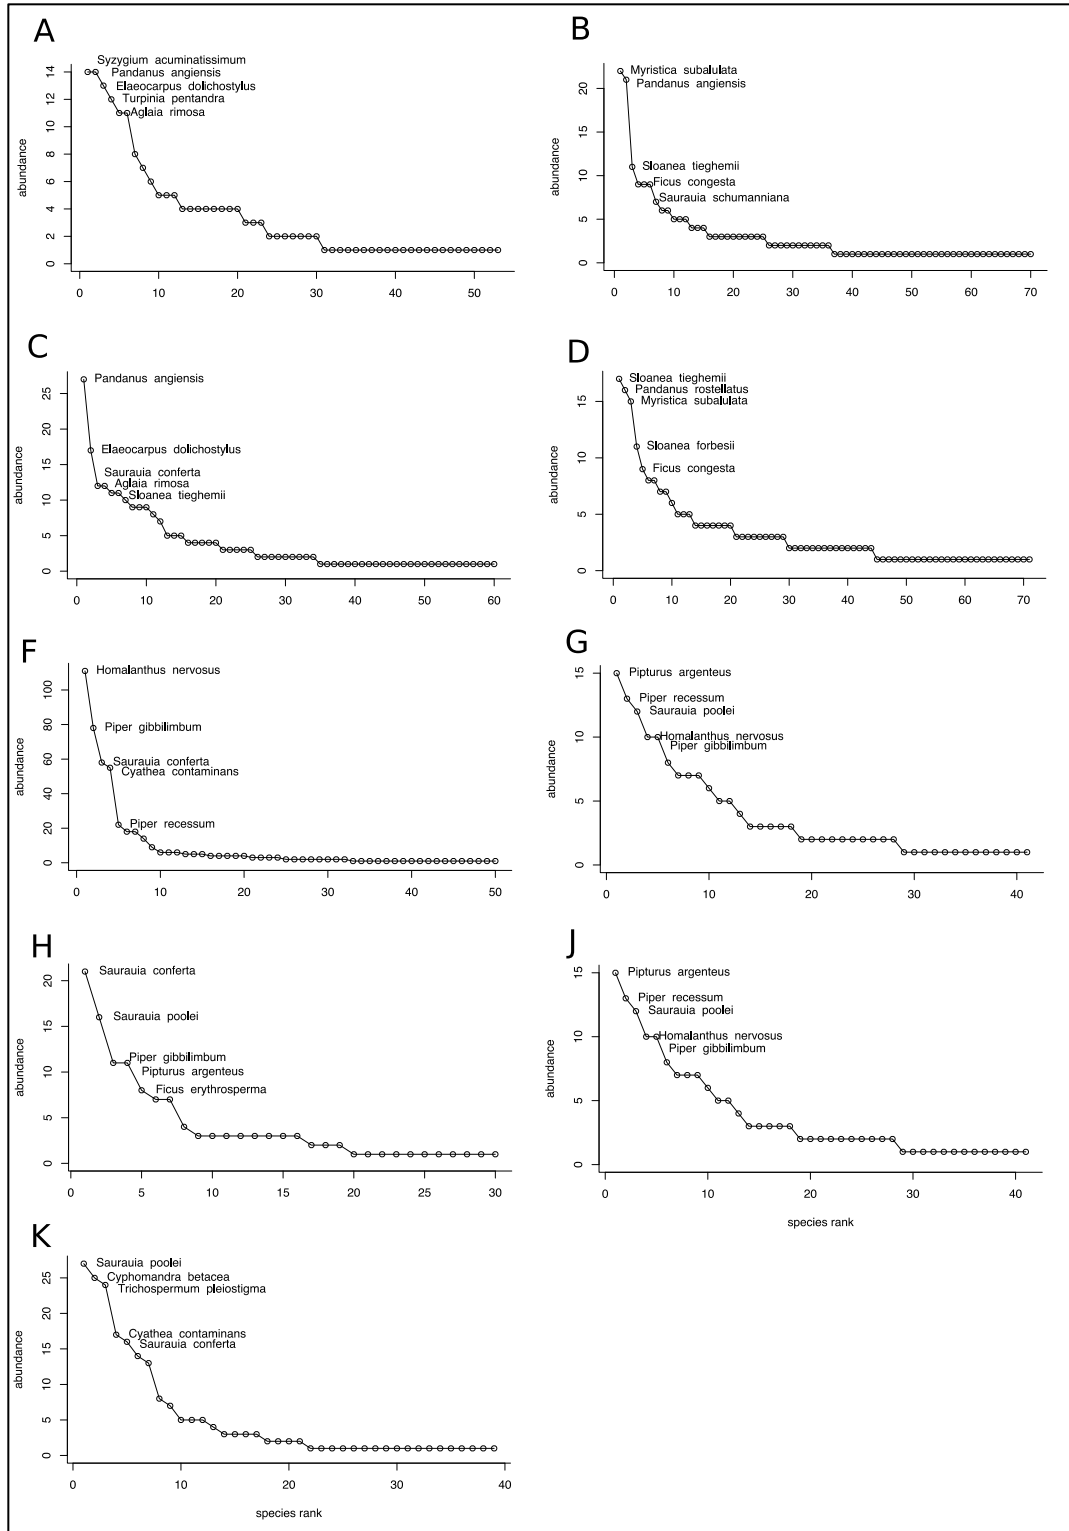 A
Syzygium acuminatissimum
Pandanus angiensis
Elaeocarpus dolichostylus
Turpinia pentandra
Aglaia rimosa
abundance
0 2 4 6 8 10 12 14
0 10 20 30 40 50
B
Myristica subalulata
Pandanus angiensis
Sloanea tieghemii
Ficus congesta
Saurauia schumanniana
abundance
0 5 10 15 20
0 10 20 30 40 50 60 70
C
Pandanus angiensis
Elaeocarpus dolichostylus
Saurauia conferta
Aglaia rimosa
Sloanea tieghemii
abundance
0 5 10 15 20 25
0 10 20 30 40 50 60
D
Sloanea tieghemii
Pandanus rostellatus
Myristica subalulata
Sloanea forbesii
Ficus congesta
abundance
0 5 10 15
0 10 20 30 40 50 60 70
F
Homalanthus nervosus
Piper gibbilimbum
Saurauia conferta
Cyathea contaminans
Piper recessum
abundance
0 20 40 60 80 100
0 10 20 30 40 50
G
Pipturus argenteus
Piper recessum
Saurauia poolei
Homalanthus nervosus
Piper gibbilimbum
abundance
0 5 10 15
0 10 20 30 40
H
Saurauia conferta
Saurauia poolei
Piper gibbilimbum
Pipturus argenteus
Ficus erythrosperma
abundance
0 5 10 15 20
0 5 10 15 20 25 30
J
Pipturus argenteus
Piper recessum
Saurauia poolei
Homalanthus nervosus
Piper gibbilimbum
abundance
0 5 10 15
0 10 20 30 40
species rank
K
Saurauia poolei
Cyphomandra betacea
Trichospermum pleiostigma
Cyathea contaminans
Saurauia conferta
abundance
0 5 10 15 20 25
0 10 20 30 40
species rank